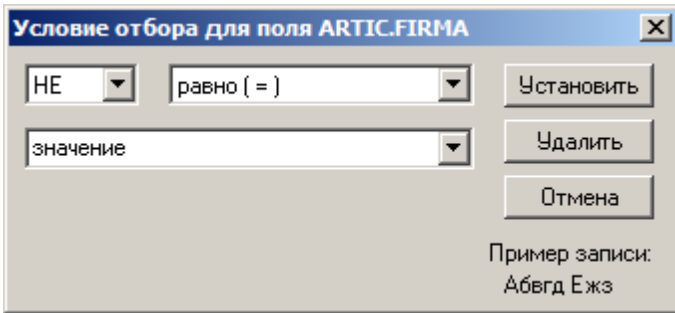 Условие отбора для поля ARTIC.FIRMA
НЕ
равно ( = )
Установить
значение
Удалить
Отмена
Пример записи:
Абвгд Ежз